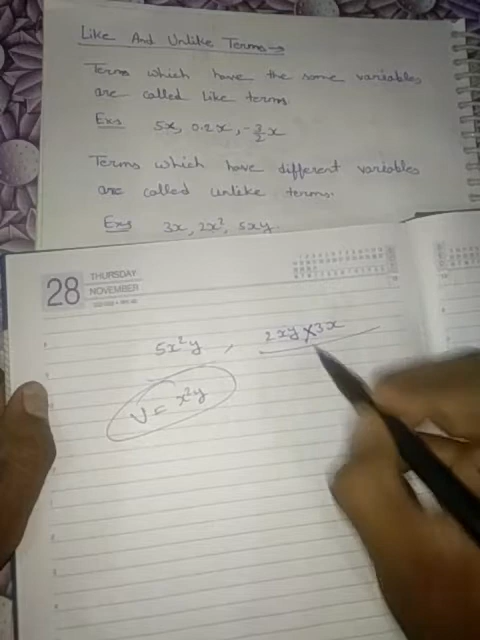 Like And Unlike Terms →
Terms which have the same variables
are called Like terms.
Exs 5x, 0.2x, -3/2x
Terms which have different variables
are called unlike terms.
Exs 3x, 2x², 5xy.
28 THURSDAY
NOVEMBER
5x²y , 2xy×3x
V = x²y